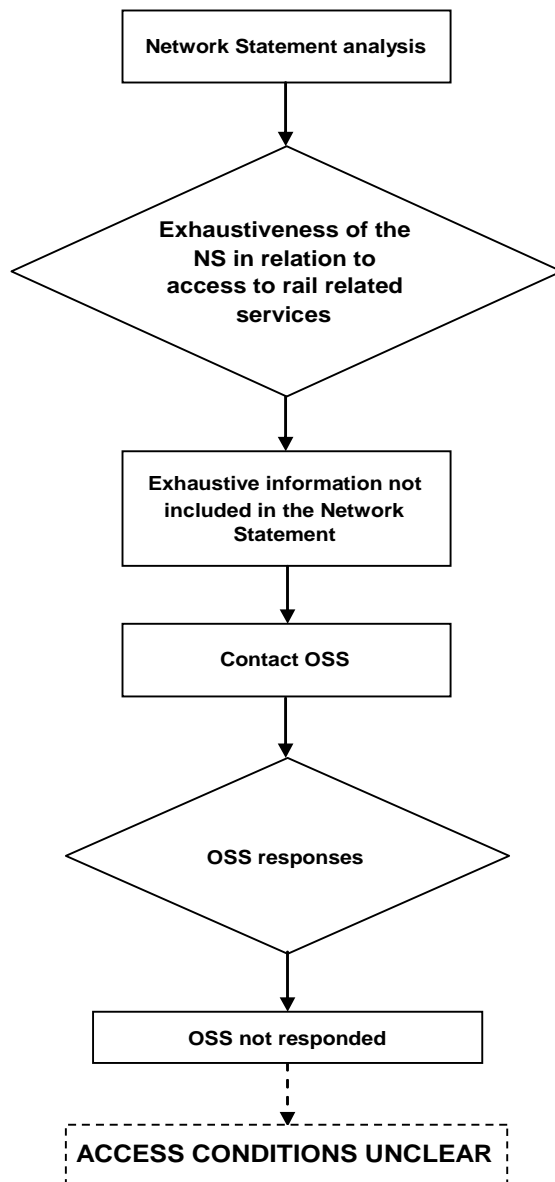 Network Statement analysis
Exhaustiveness of the
NS in relation to
access to rail related
services
Exhaustive information not
included in the Network
Statement
Contact OSS
OSS responses
OSS not responded
ACCESS CONDITIONS UNCLEAR